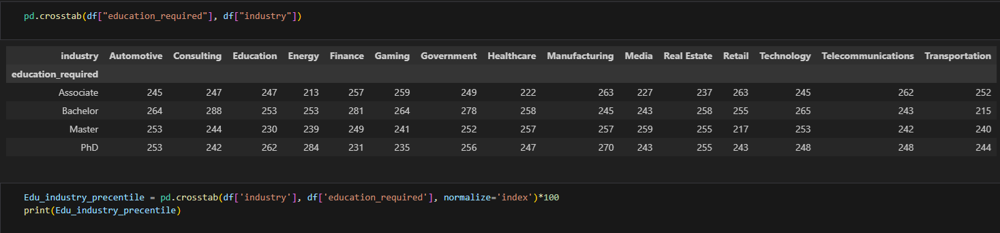 pd.crosstab(df["education_required"], df["industry"])
industry Automotive Consulting Education Energy Finance Gaming Government Healthcare Manufacturing Media Real Estate Retail Technology Telecommunications Transportation
education_required
Associate 245 247 247 213 257 259 249 222 263 227 237 263 245 262 252
Bachelor 264 288 253 253 281 264 278 258 245 243 258 255 265 243 215
Master 253 244 230 239 249 241 252 257 257 259 255 217 253 242 240
PhD 253 242 262 284 231 235 256 247 270 243 255 243 248 248 244
Edu_industry_precentile = pd.crosstab(df['industry'], df['education_required'], normalize='index')*100
print(Edu_industry_precentile)